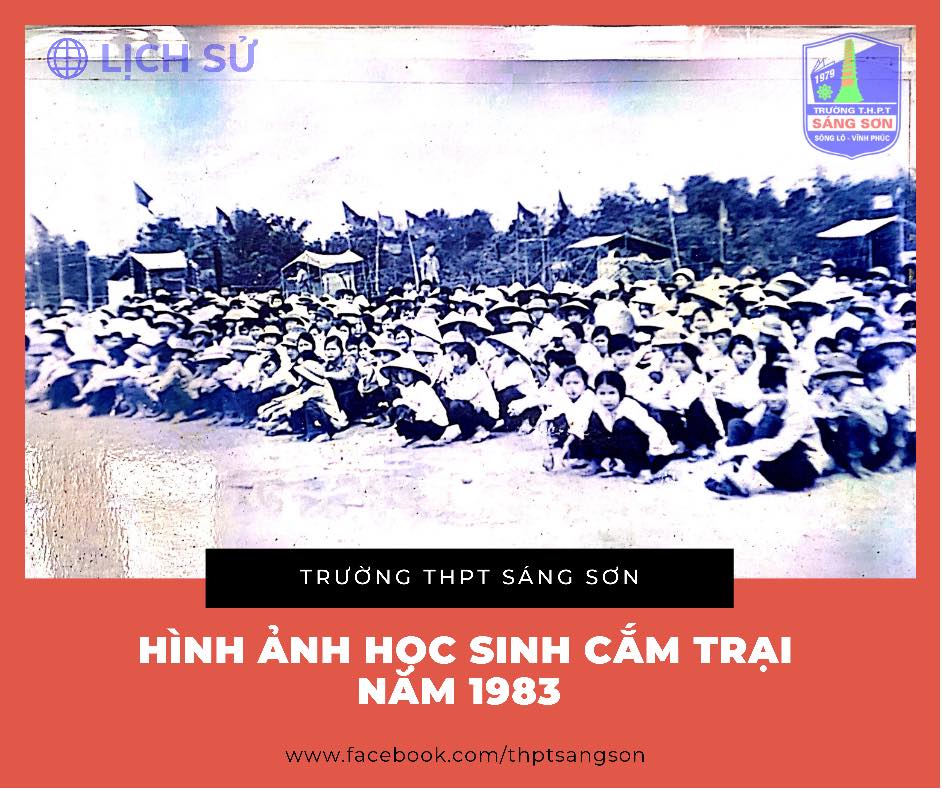 LỊCH SỬ
1979
TRƯỜNG T.H.P.T
SÁNG SƠN
SÔNG LÔ - VĨNH PHÚC
TRƯỜNG THPT SÁNG SƠN
HÌNH ẢNH HỌC SINH CẮM TRẠI
NĂM 1983
www.facebook.com/thptsangson